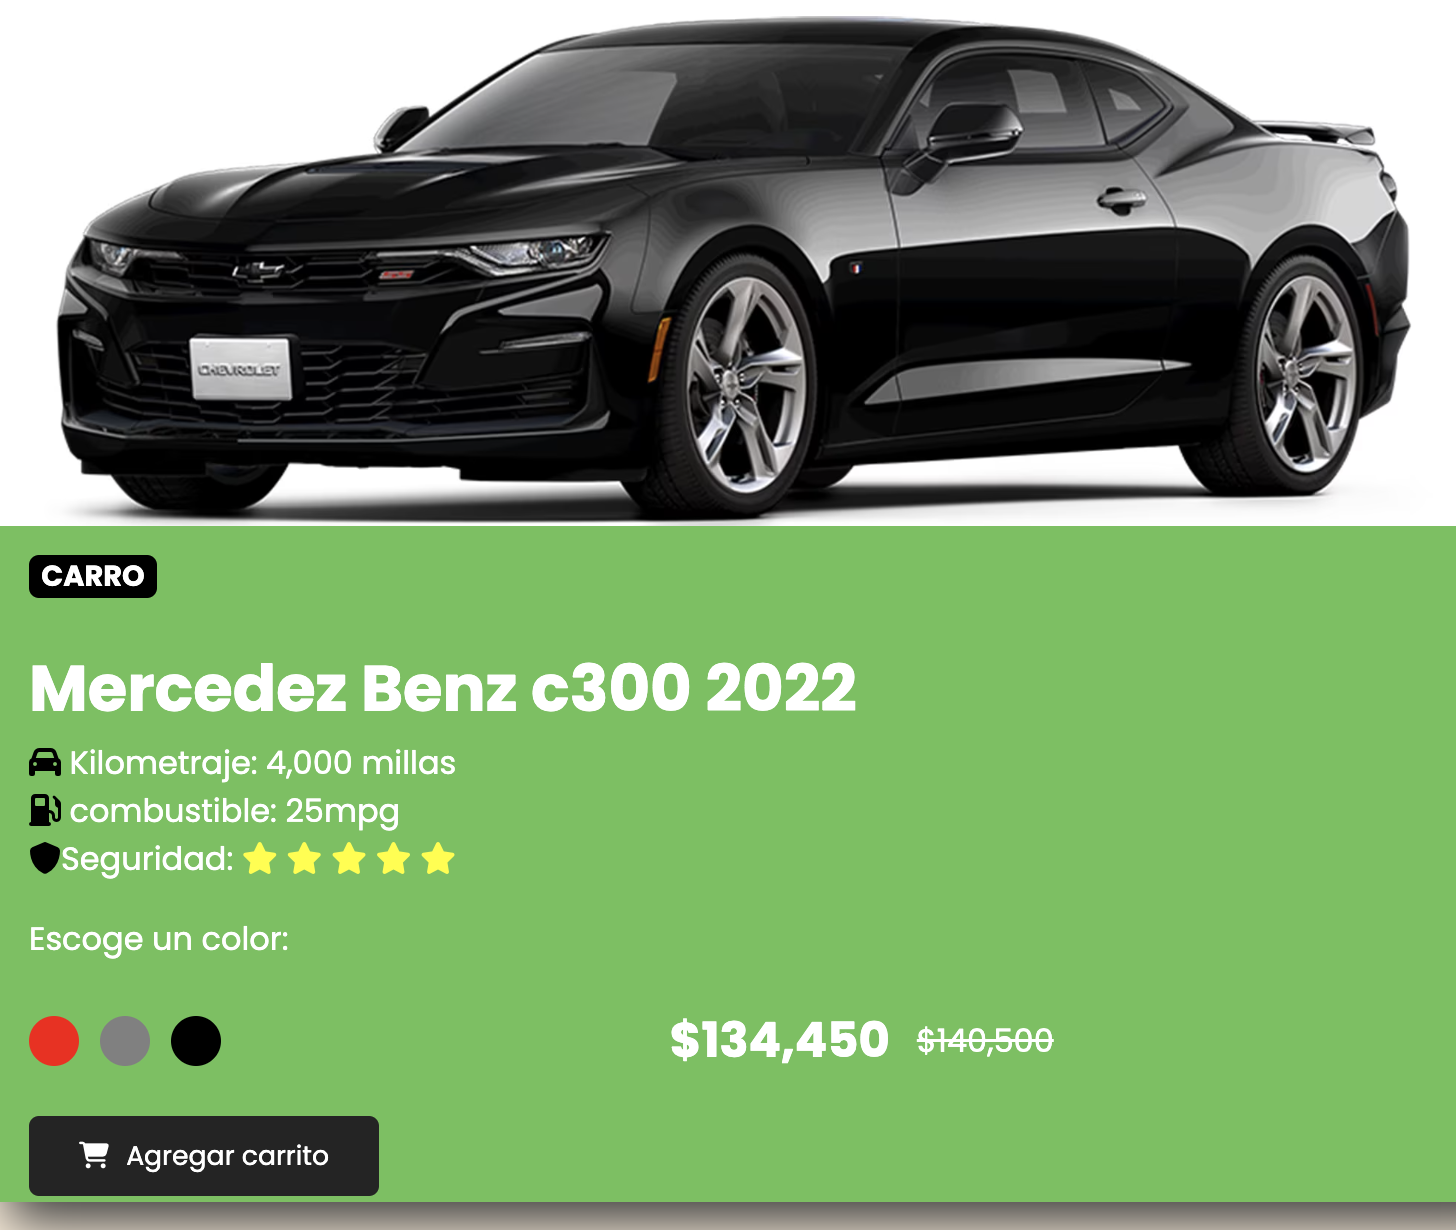 CHEVROLET
CARRO
Mercedez Benz c300 2022
Kilometraje: 4,000 millas
combustible: 25mpg
Seguridad:
Escoge un color:
$134,450 $140,500
Agregar carrito